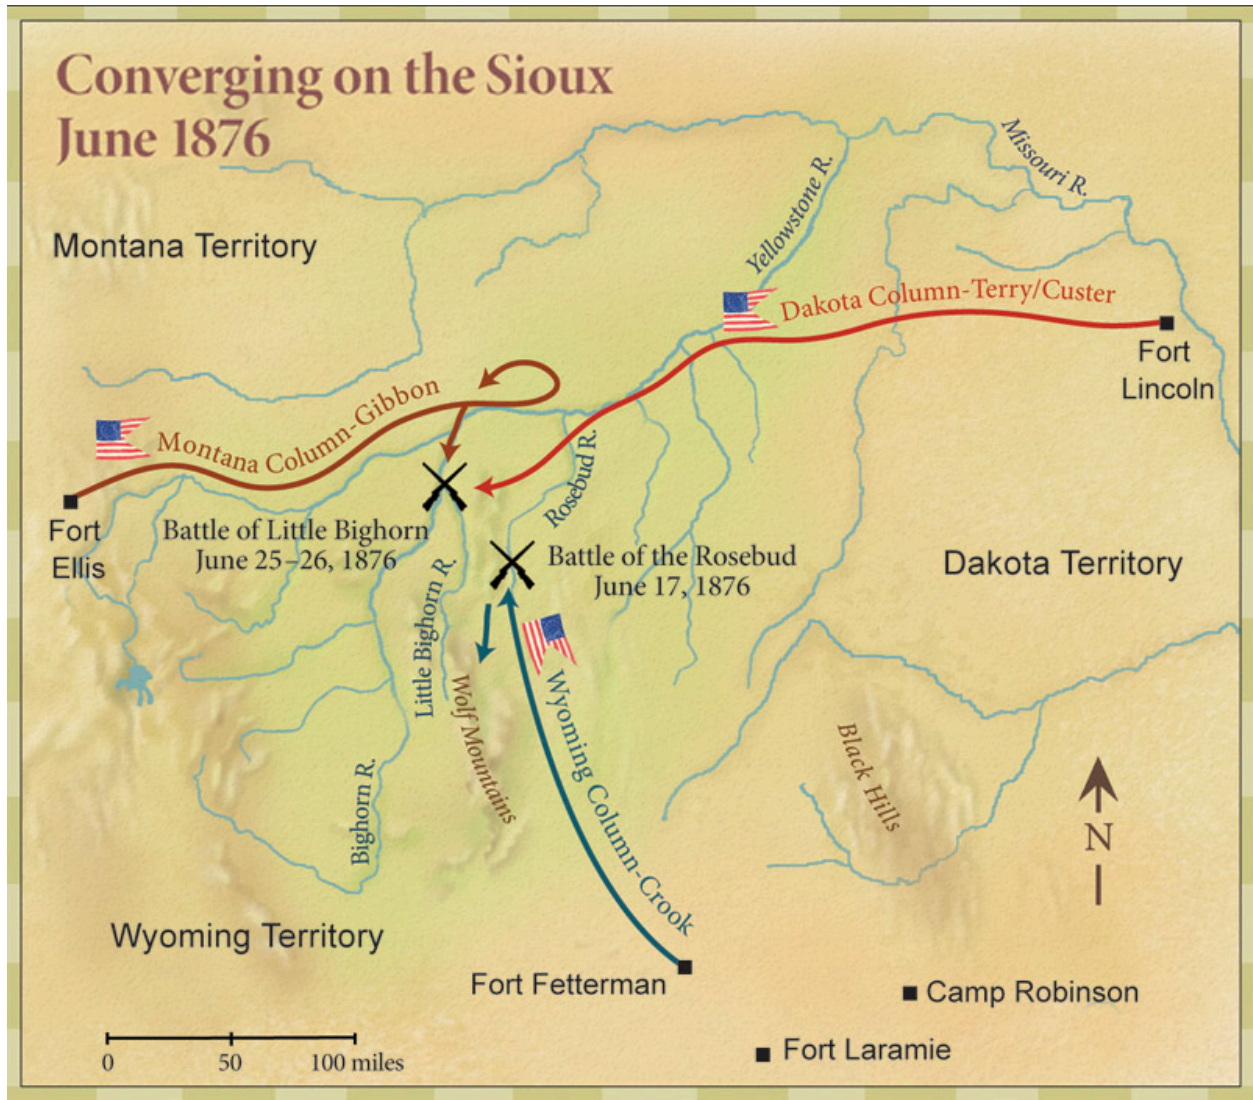 Converging on the Sioux
June 1876
Missouri R.
Yellowstone R.
Montana Territory
Dakota Column-Terry/Custer
Fort
Lincoln
Montana Column-Gibbon
Rosebud R.
Fort
Ellis
Battle of Little Bighorn
June 25–26, 1876
Battle of the Rosebud
June 17, 1876
Dakota Territory
Little Bighorn R.
Wolf Mountains
Wyoming Column-Crook
Black Hills
Bighorn R.
N
Wyoming Territory
Fort Fetterman
Camp Robinson
Fort Laramie
0 50 100 miles